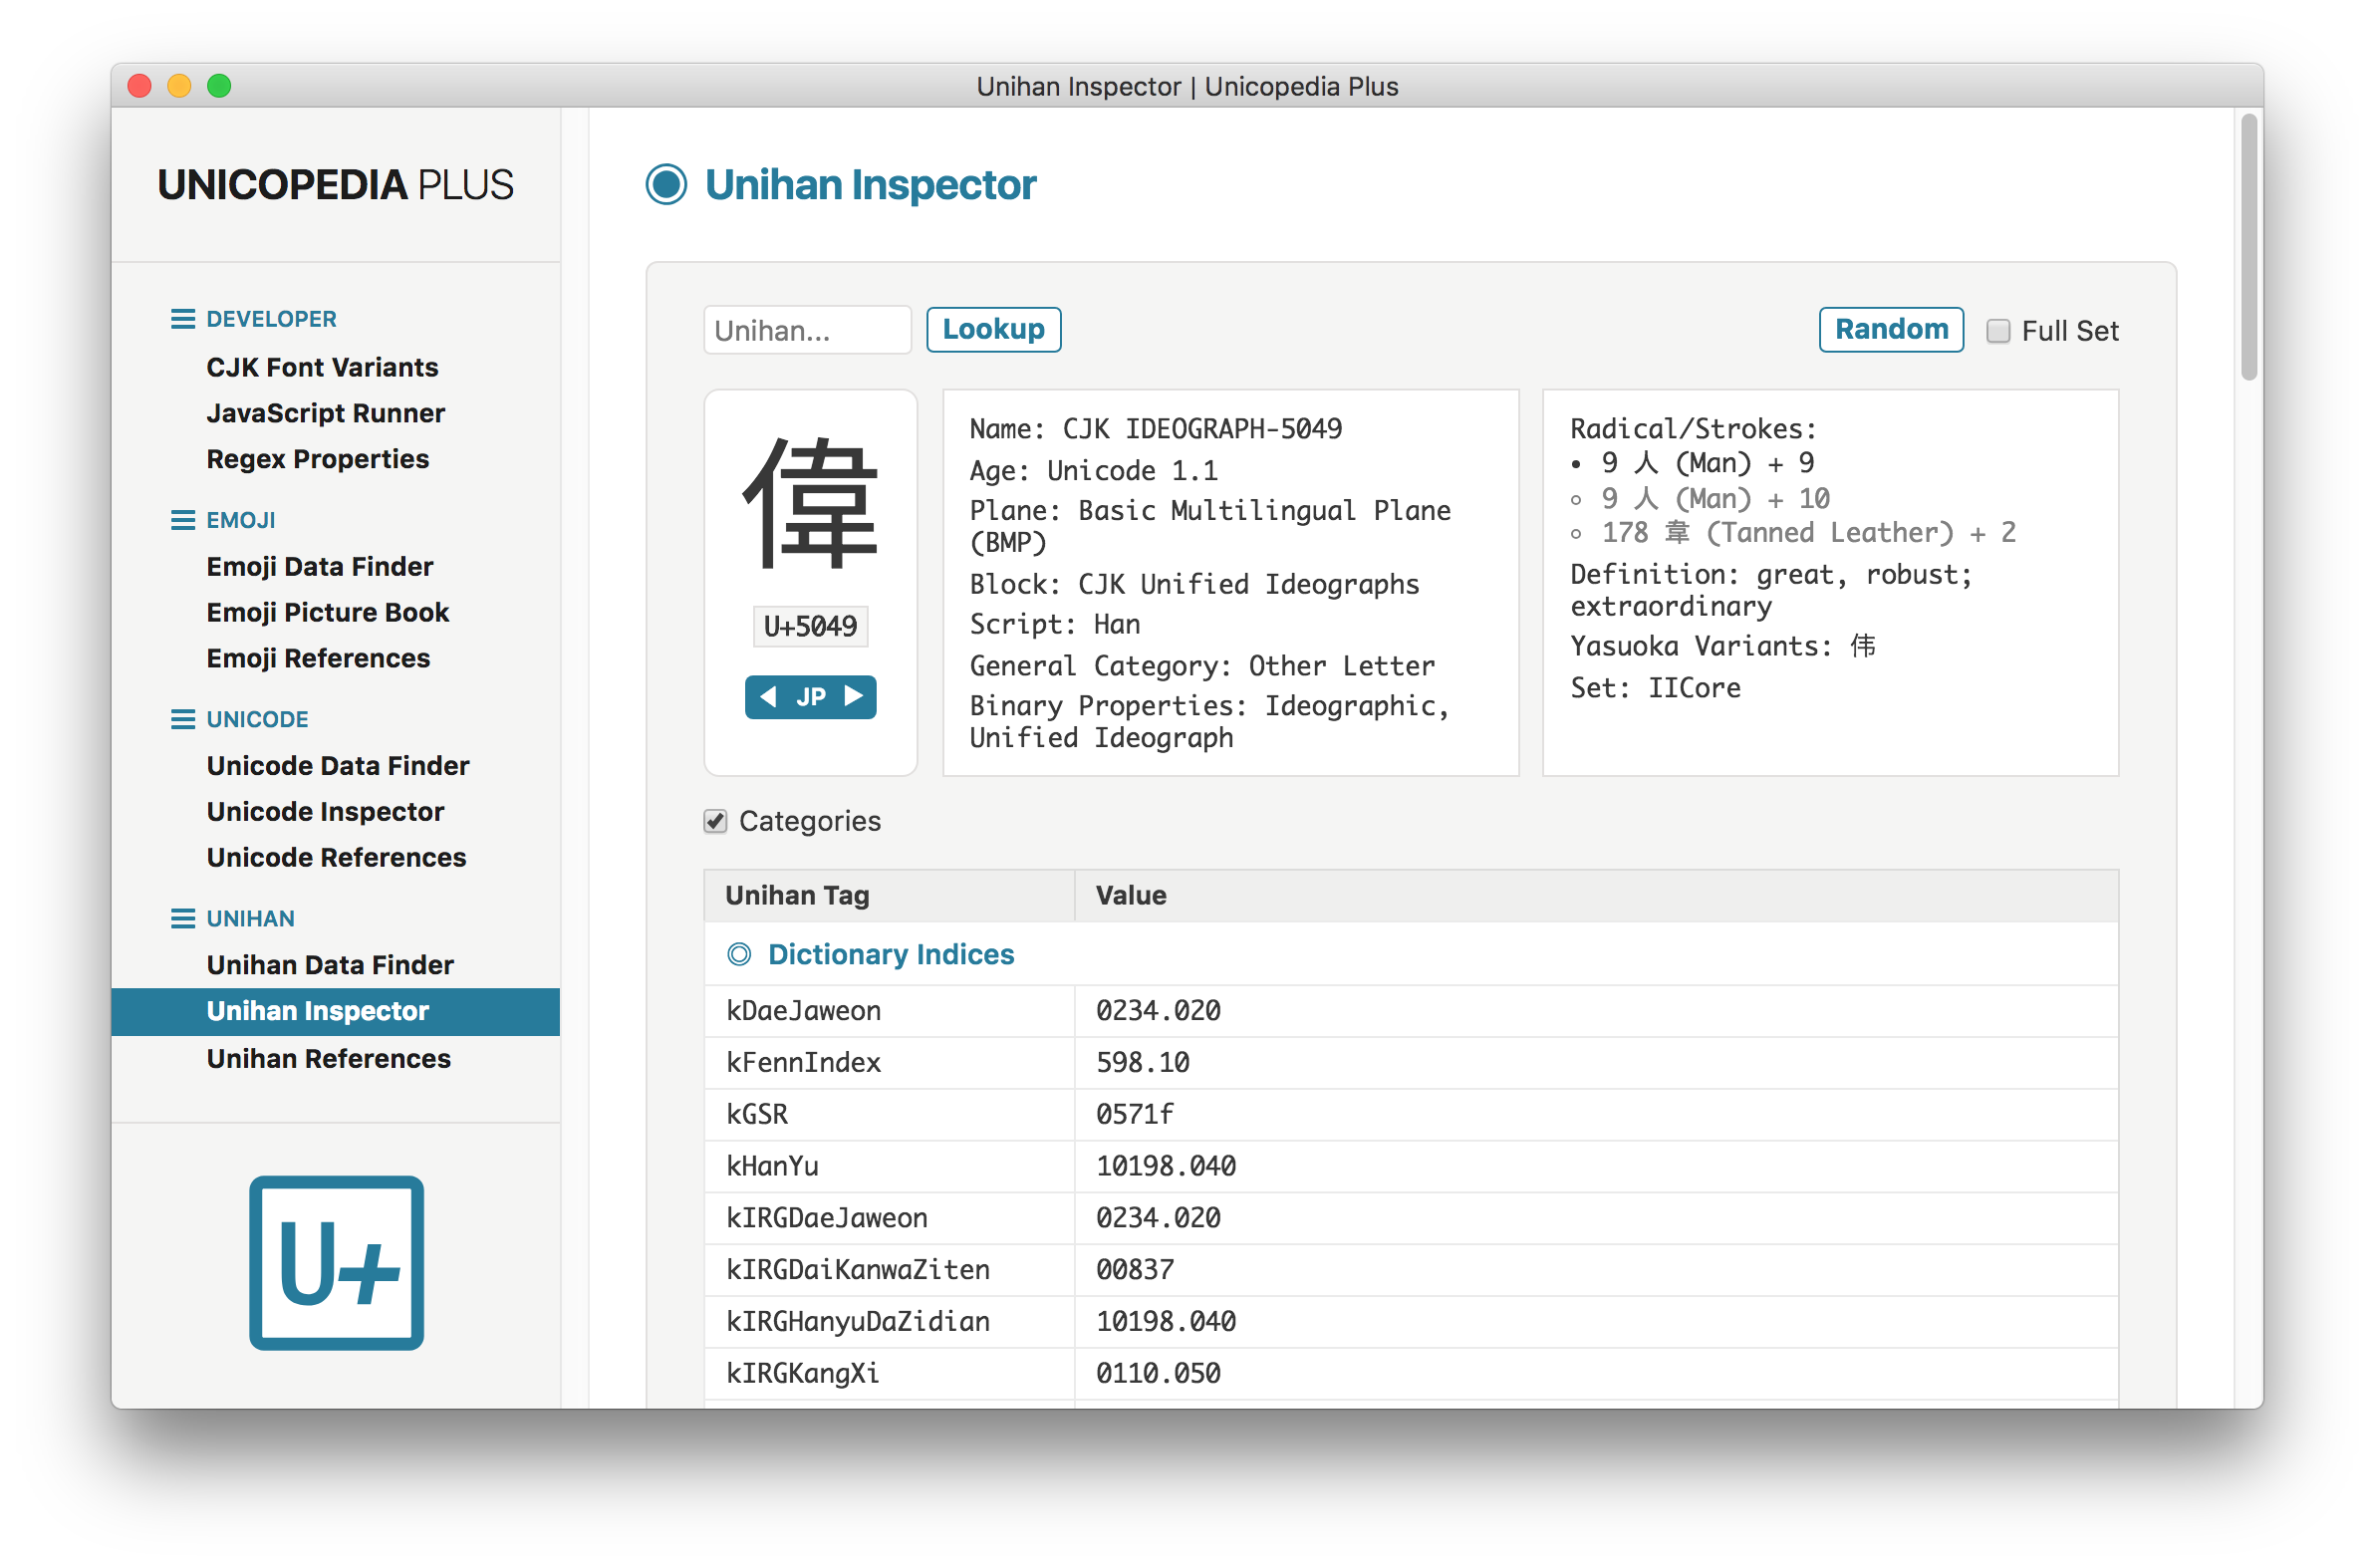 Unihan Inspector | Unicopedia Plus
UNICOPEDIA PLUS
DEVELOPER
CJK Font Variants
JavaScript Runner
Regex Properties
EMOJI
Emoji Data Finder
Emoji Picture Book
Emoji References
UNICODE
Unicode Data Finder
Unicode Inspector
Unicode References
UNIHAN
Unihan Data Finder
Unihan Inspector
Unihan References
U+
Unihan Inspector
Unihan...
Lookup
Random
Full Set
偉
U+5049
JP
Name: CJK IDEOGRAPH-5049
Age: Unicode 1.1
Plane: Basic Multilingual Plane
(BMP)
Block: CJK Unified Ideographs
Script: Han
General Category: Other Letter
Binary Properties: Ideographic,
Unified Ideograph
Radical/Strokes:
• 9 人 (Man) + 9
◦ 9 人 (Man) + 10
◦ 178 韋 (Tanned Leather) + 2
Definition: great, robust;
extraordinary
Yasuoka Variants: 伟
Set: IICore
Categories
Unihan Tag Value
Dictionary Indices
kDaeJaweon 0234.020
kFennIndex 598.10
kGSR 0571f
kHanYu 10198.040
kIRGDaeJaweon 0234.020
kIRGDaiKanwaZiten 00837
kIRGHanyuDaZidian 10198.040
kIRGKangXi 0110.050